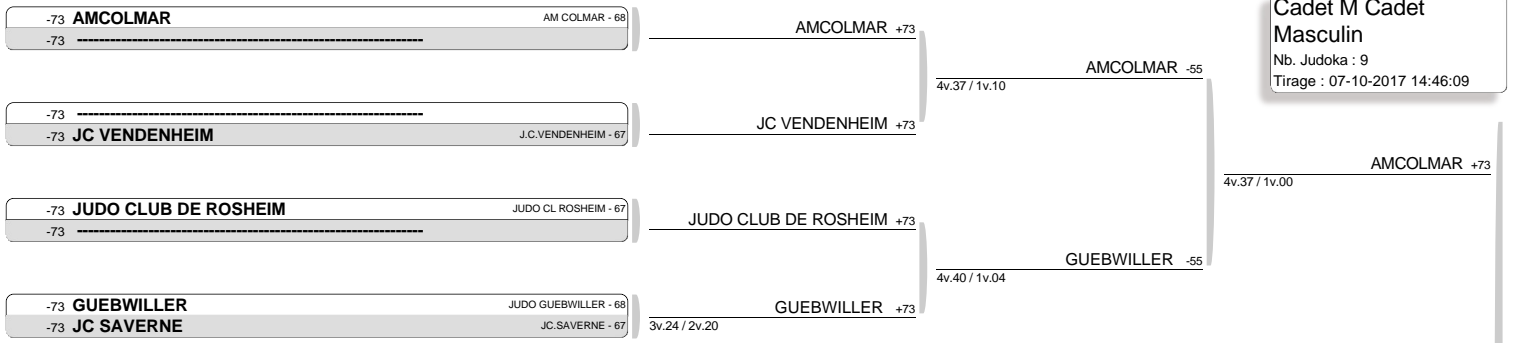 Cadet M Cadet
Masculin
Nb. Judoka : 9
Tirage : 07-10-2017 14:46:09
-73 AMCOLMAR AM COLMAR - 68
-73 ---------------------------------------------------------------
-73 ---------------------------------------------------------------
-73 JC VENDENHEIM J.C.VENDENHEIM - 67
-73 JUDO CLUB DE ROSHEIM JUDO CL ROSHEIM - 67
-73 ---------------------------------------------------------------
-73 GUEBWILLER JUDO GUEBWILLER - 68
-73 JC SAVERNE JC.SAVERNE - 67
AMCOLMAR +73
JC VENDENHEIM +73
JUDO CLUB DE ROSHEIM +73
GUEBWILLER +73
3v.24 / 2v.20
AMCOLMAR -55
4v.37 / 1v.10
GUEBWILLER -55
4v.40 / 1v.04
AMCOLMAR +73
4v.37 / 1v.00